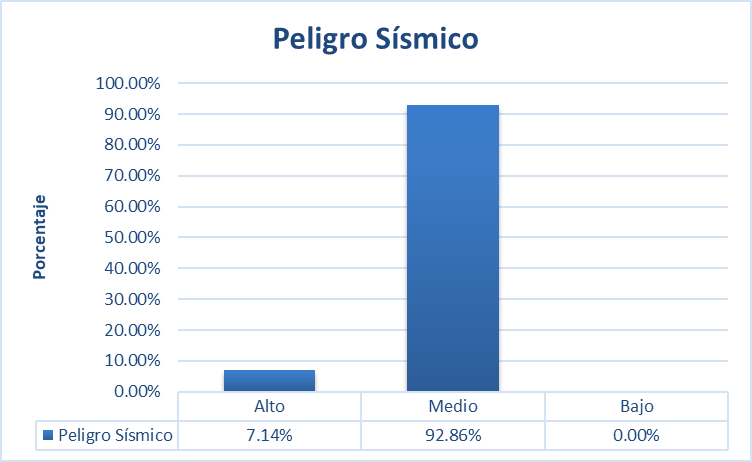 Peligro Sísmico
Porcentaje
100.00%
90.00%
80.00%
70.00%
60.00%
50.00%
40.00%
30.00%
20.00%
10.00%
0.00%
Alto Medio Bajo
Peligro Sísmico 7.14% 92.86% 0.00%